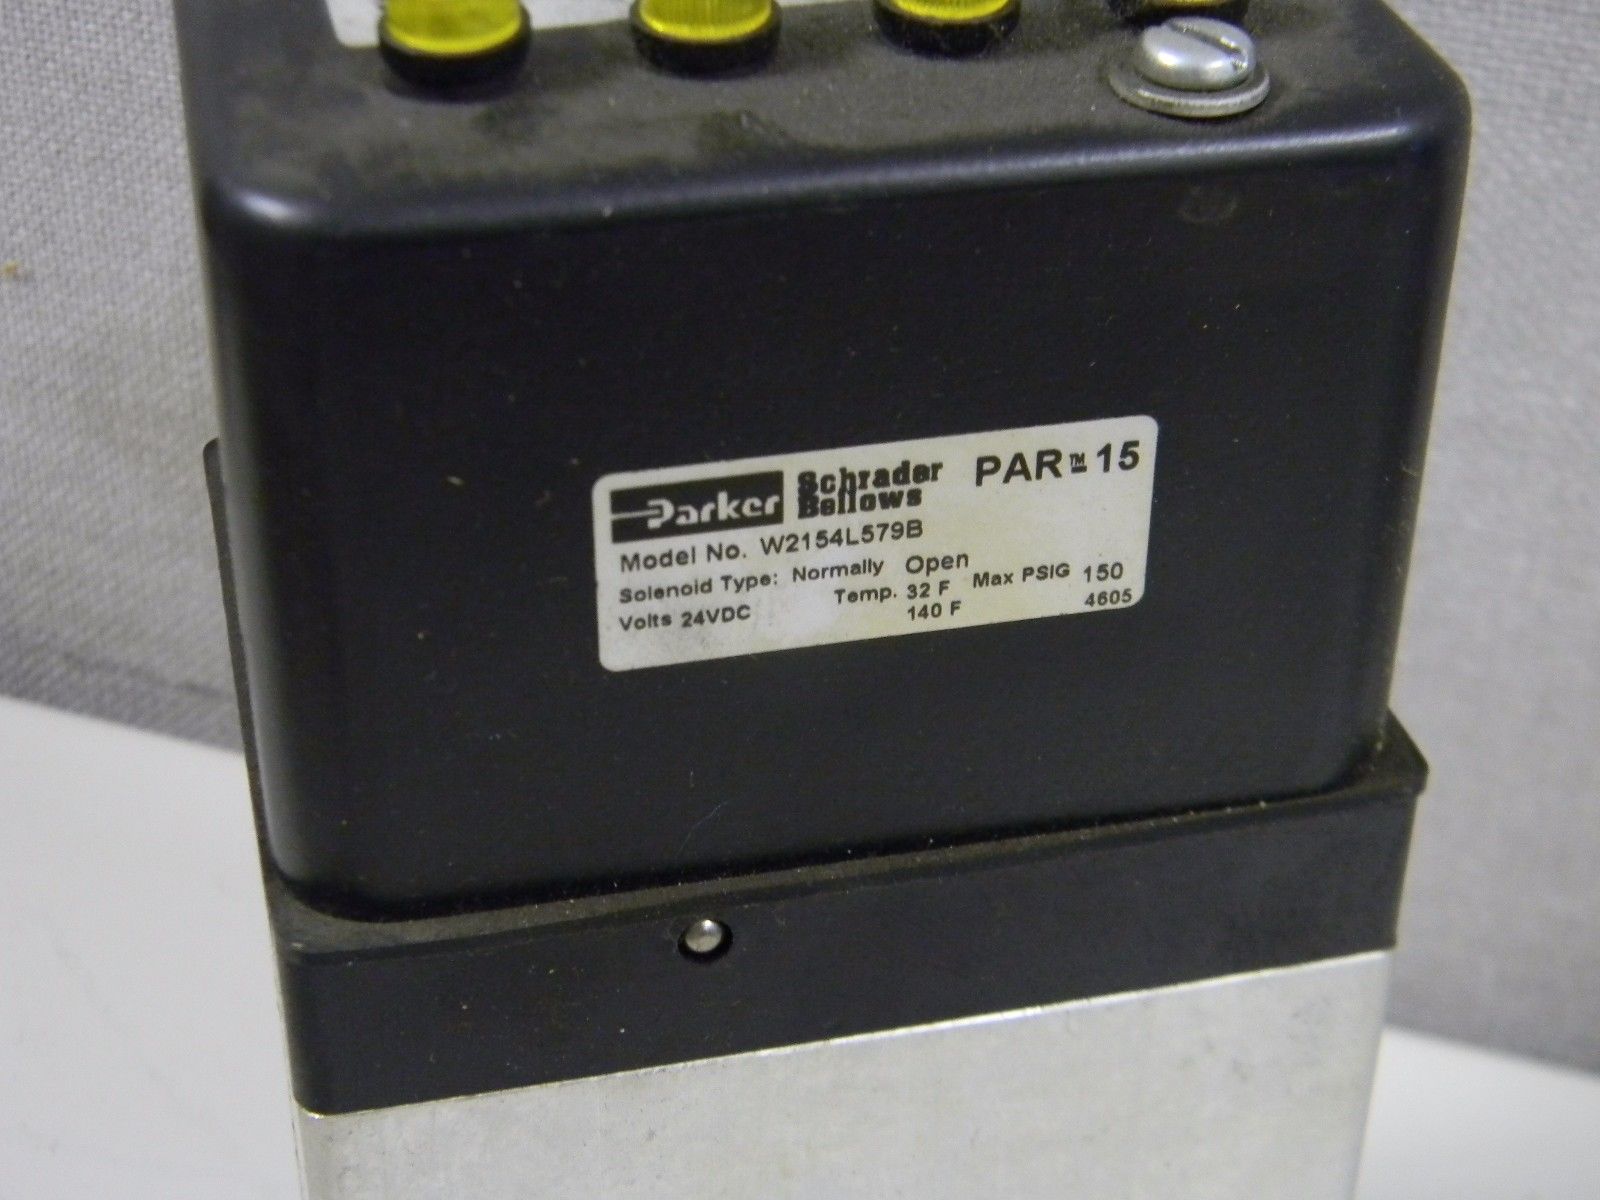 Parker Schrader Bellows PAR™ 15
Model No. W2154L579B
Solenoid Type: Normally Open
Volts 24VDC Temp. 32 F Max PSIG 150
140 F 4605